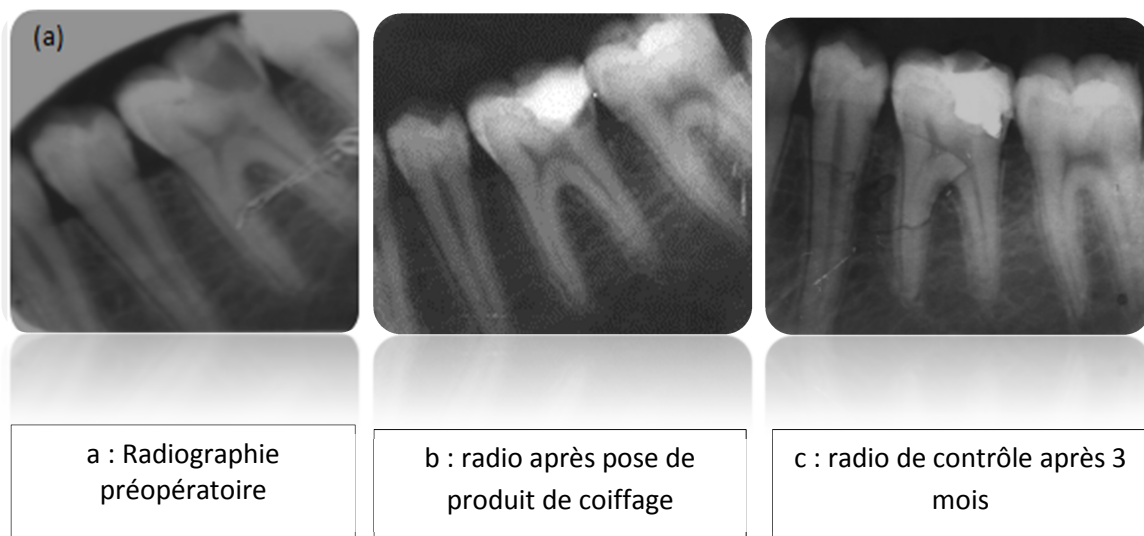 (a)
a : Radiographie
préopératoire
b : radio après pose de
produit de coiffage
c : radio de contrôle après 3
mois